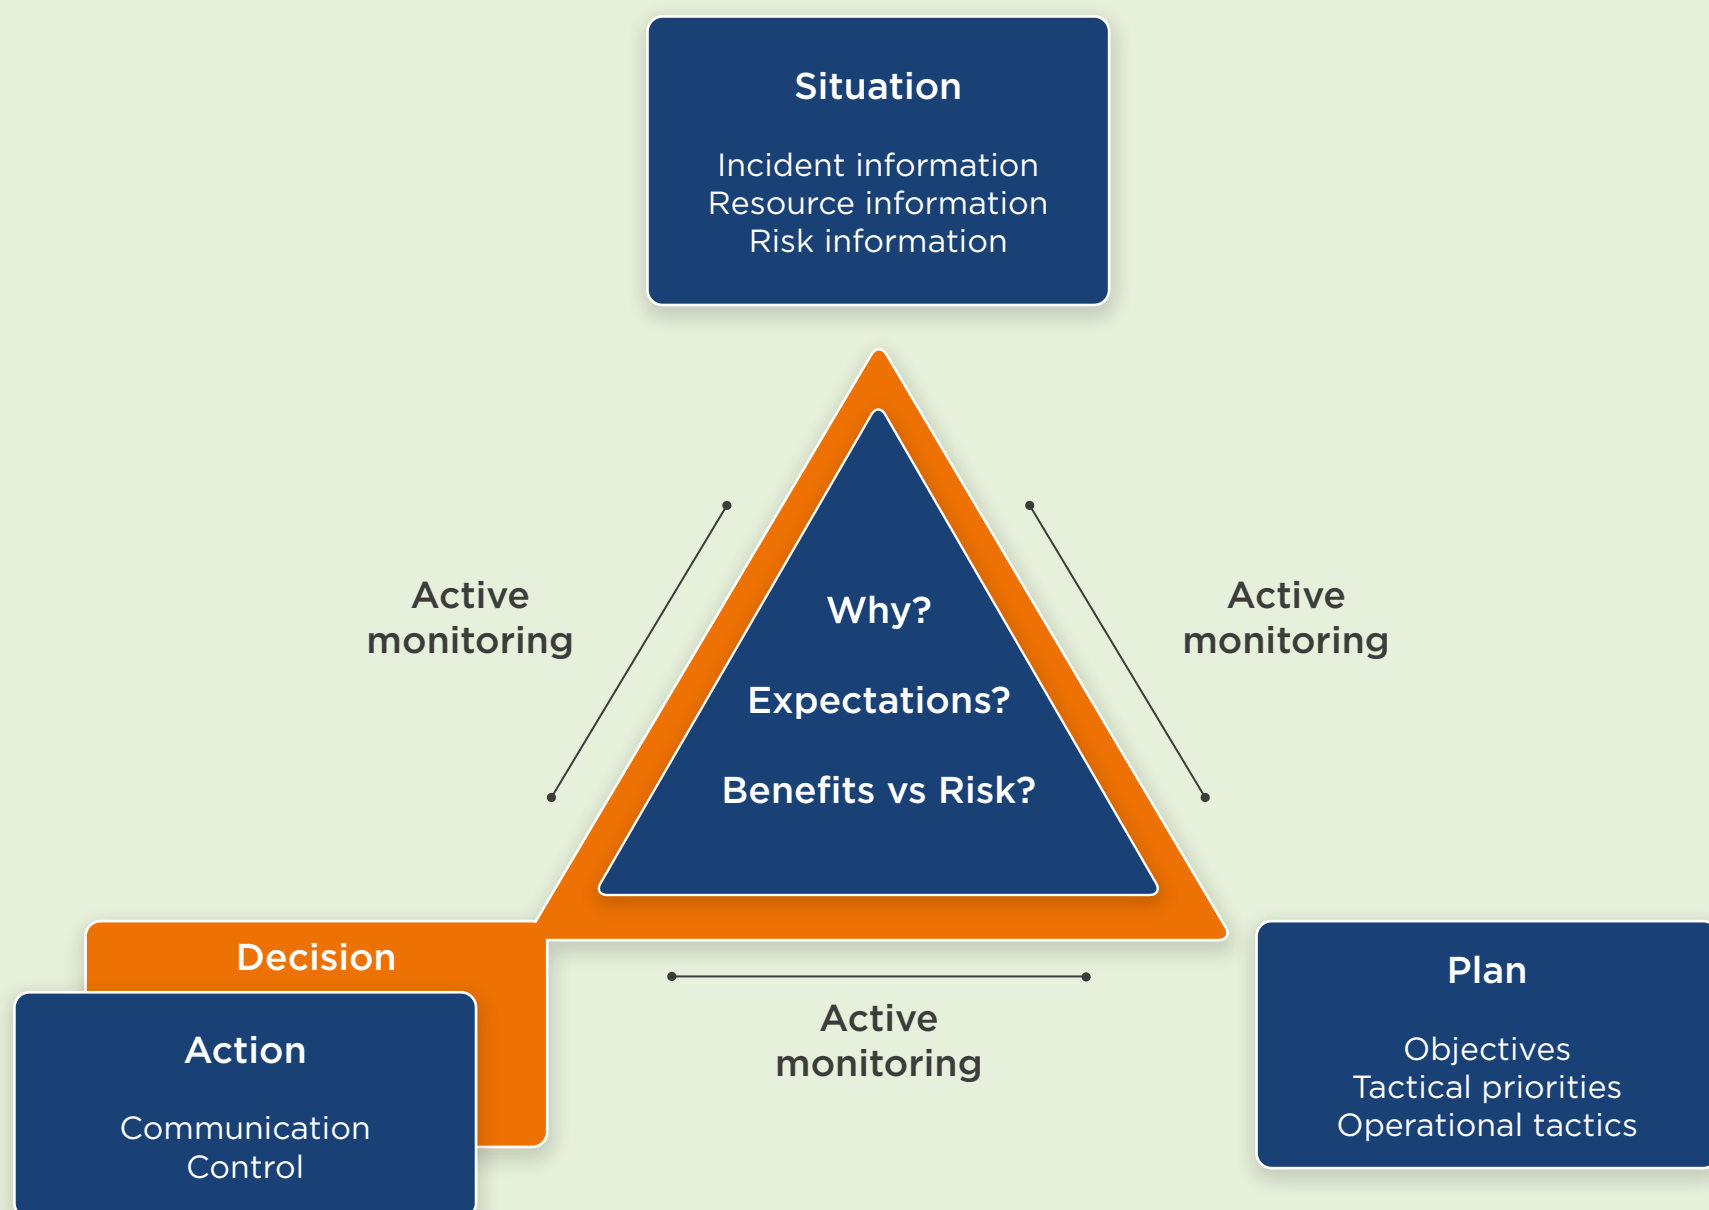 Situation
Incident information
Resource information
Risk information
Active
monitoring
Active
monitoring
Why?
Expectations?
Benefits vs Risk?
Decision
Action
Communication
Control
Active
monitoring
Plan
Objectives
Tactical priorities
Operational tactics